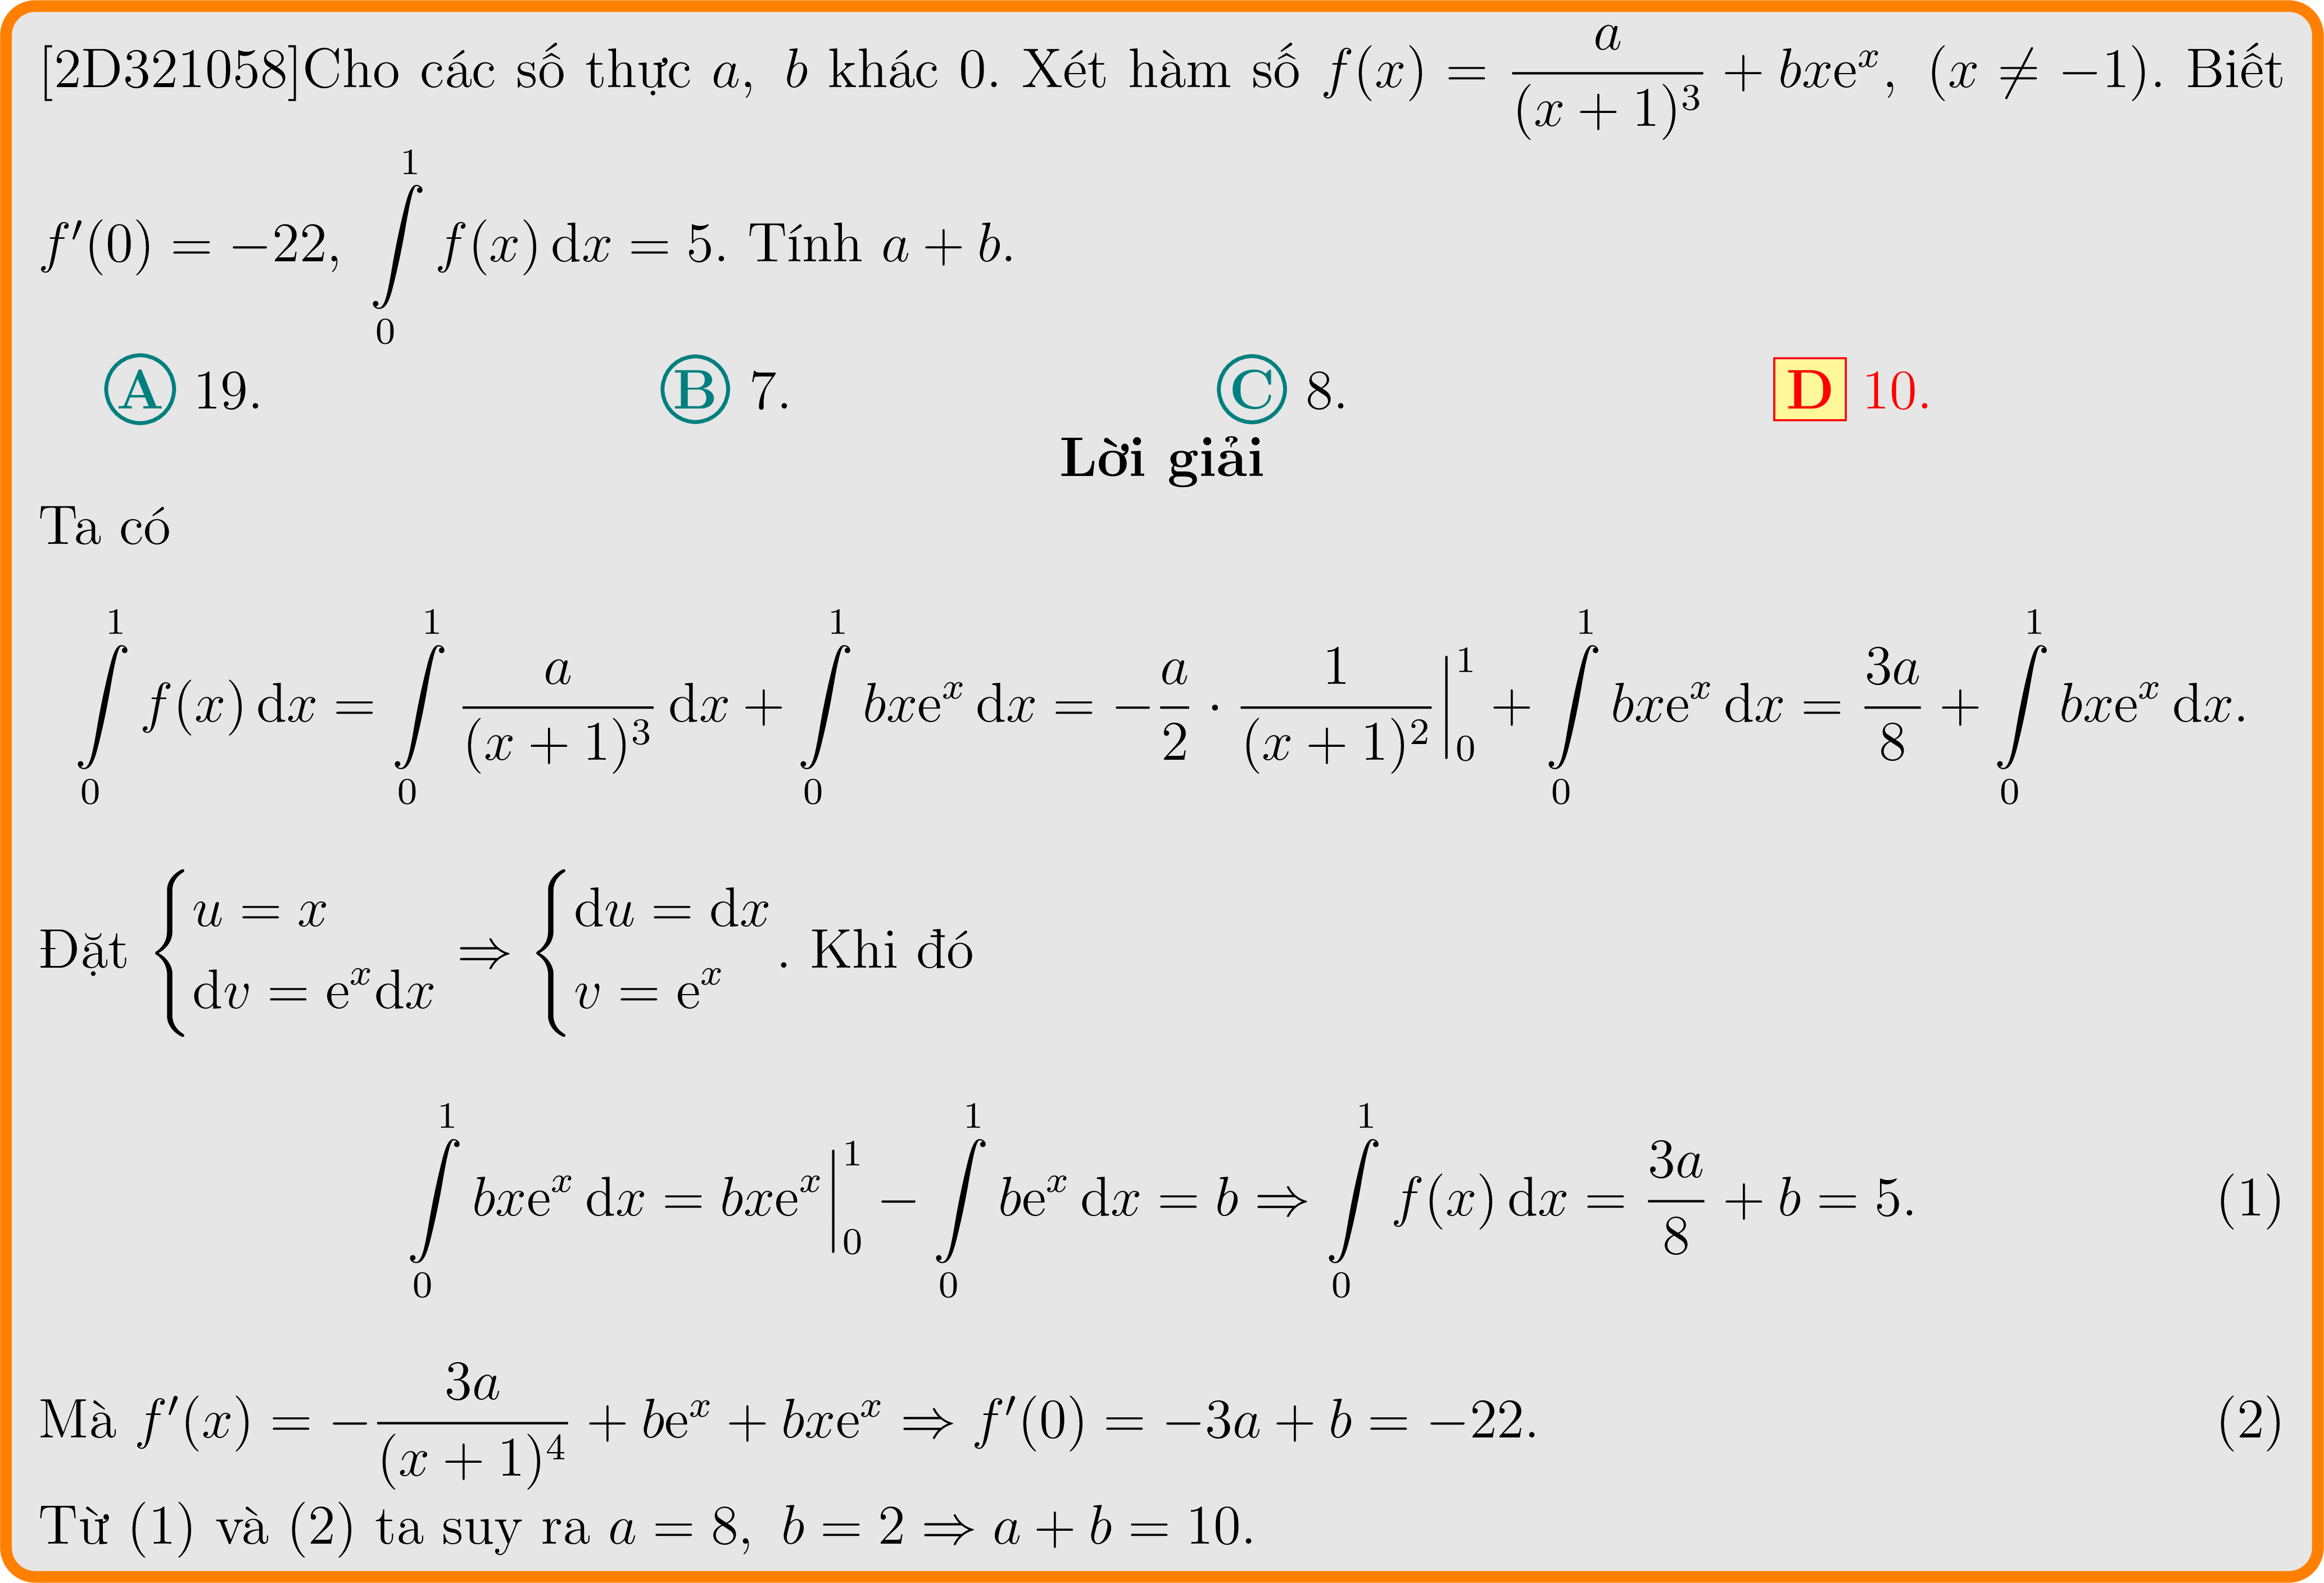 [2D321058]Cho các số thực $a,\ b$ khác 0. Xét hàm số $f(x) = \dfrac{a}{(x+1)^3} + bx\mathrm{e}^x,\ (x \neq -1)$. Biết
$f'(0) = -22,\ \int\limits_0^1 f(x)\,\mathrm{d}x = 5$. Tính $a + b$.
A 19. B 7. C 8. D 10.
Lời giải
Ta có
$\int\limits_0^1 f(x)\,\mathrm{d}x = \int\limits_0^1 \dfrac{a}{(x+1)^3}\,\mathrm{d}x + \int\limits_0^1 bx\mathrm{e}^x\,\mathrm{d}x = -\dfrac{a}{2} \cdot \dfrac{1}{(x+1)^2}\Big|_0^1 + \int\limits_0^1 bx\mathrm{e}^x\,\mathrm{d}x = \dfrac{3a}{8} + \int\limits_0^1 bx\mathrm{e}^x\,\mathrm{d}x.$
Đặt $\begin{cases} u = x \\ \mathrm{d}v = \mathrm{e}^x\mathrm{d}x \end{cases} \Rightarrow \begin{cases} \mathrm{d}u = \mathrm{d}x \\ v = \mathrm{e}^x \end{cases}$. Khi đó
$\int\limits_0^1 bx\mathrm{e}^x\,\mathrm{d}x = bx\mathrm{e}^x\Big|_0^1 - \int\limits_0^1 b\mathrm{e}^x\,\mathrm{d}x = b \Rightarrow \int\limits_0^1 f(x)\,\mathrm{d}x = \dfrac{3a}{8} + b = 5.$ (1)
Mà $f'(x) = -\dfrac{3a}{(x+1)^4} + b\mathrm{e}^x + bx\mathrm{e}^x \Rightarrow f'(0) = -3a + b = -22.$ (2)
Từ (1) và (2) ta suy ra $a = 8,\ b = 2 \Rightarrow a + b = 10.$